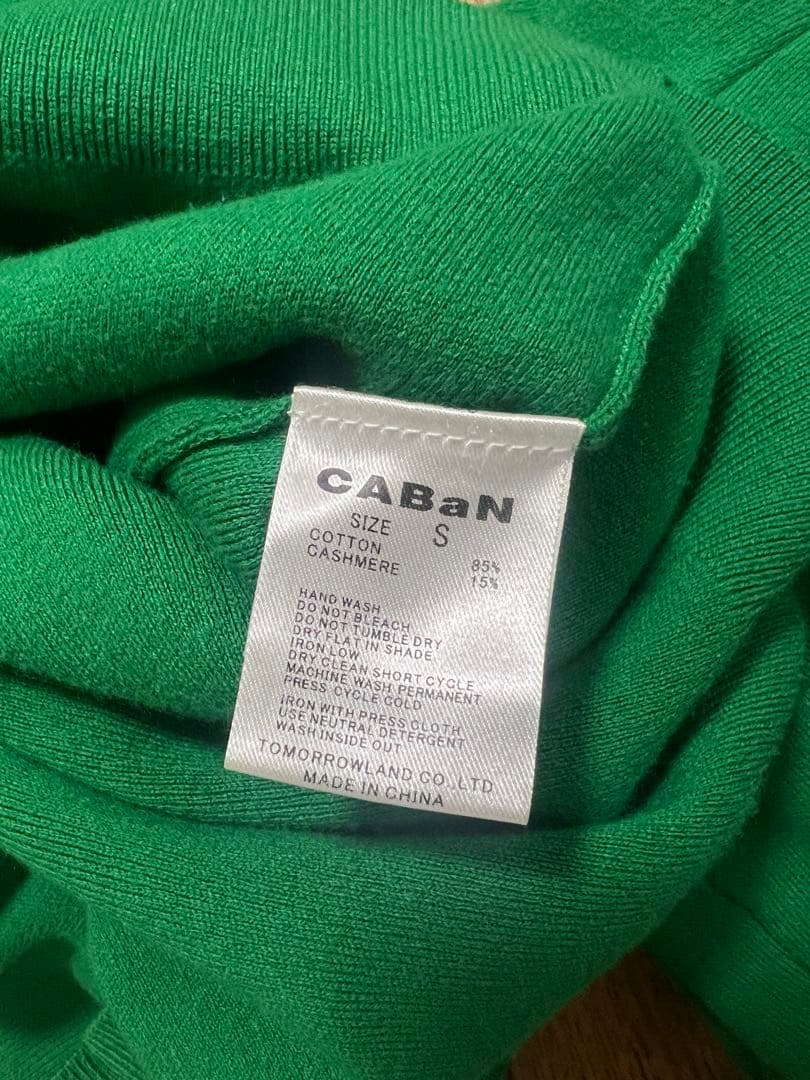 CABaN
SIZE S
COTTON 85%
CASHMERE 15%
HAND WASH
DO NOT BLEACH
DO NOT TUMBLE DRY
DRY FLAT IN SHADE
IRON LOW
DRY CLEAN SHORT CYCLE
MACHINE WASH PERMANENT
PRESS CYCLE COLD
IRON WITH PRESS CLOTH
USE NEUTRAL DETERGENT
WASH INSIDE OUT
TOMORROWLAND CO.,LTD
MADE IN CHINA